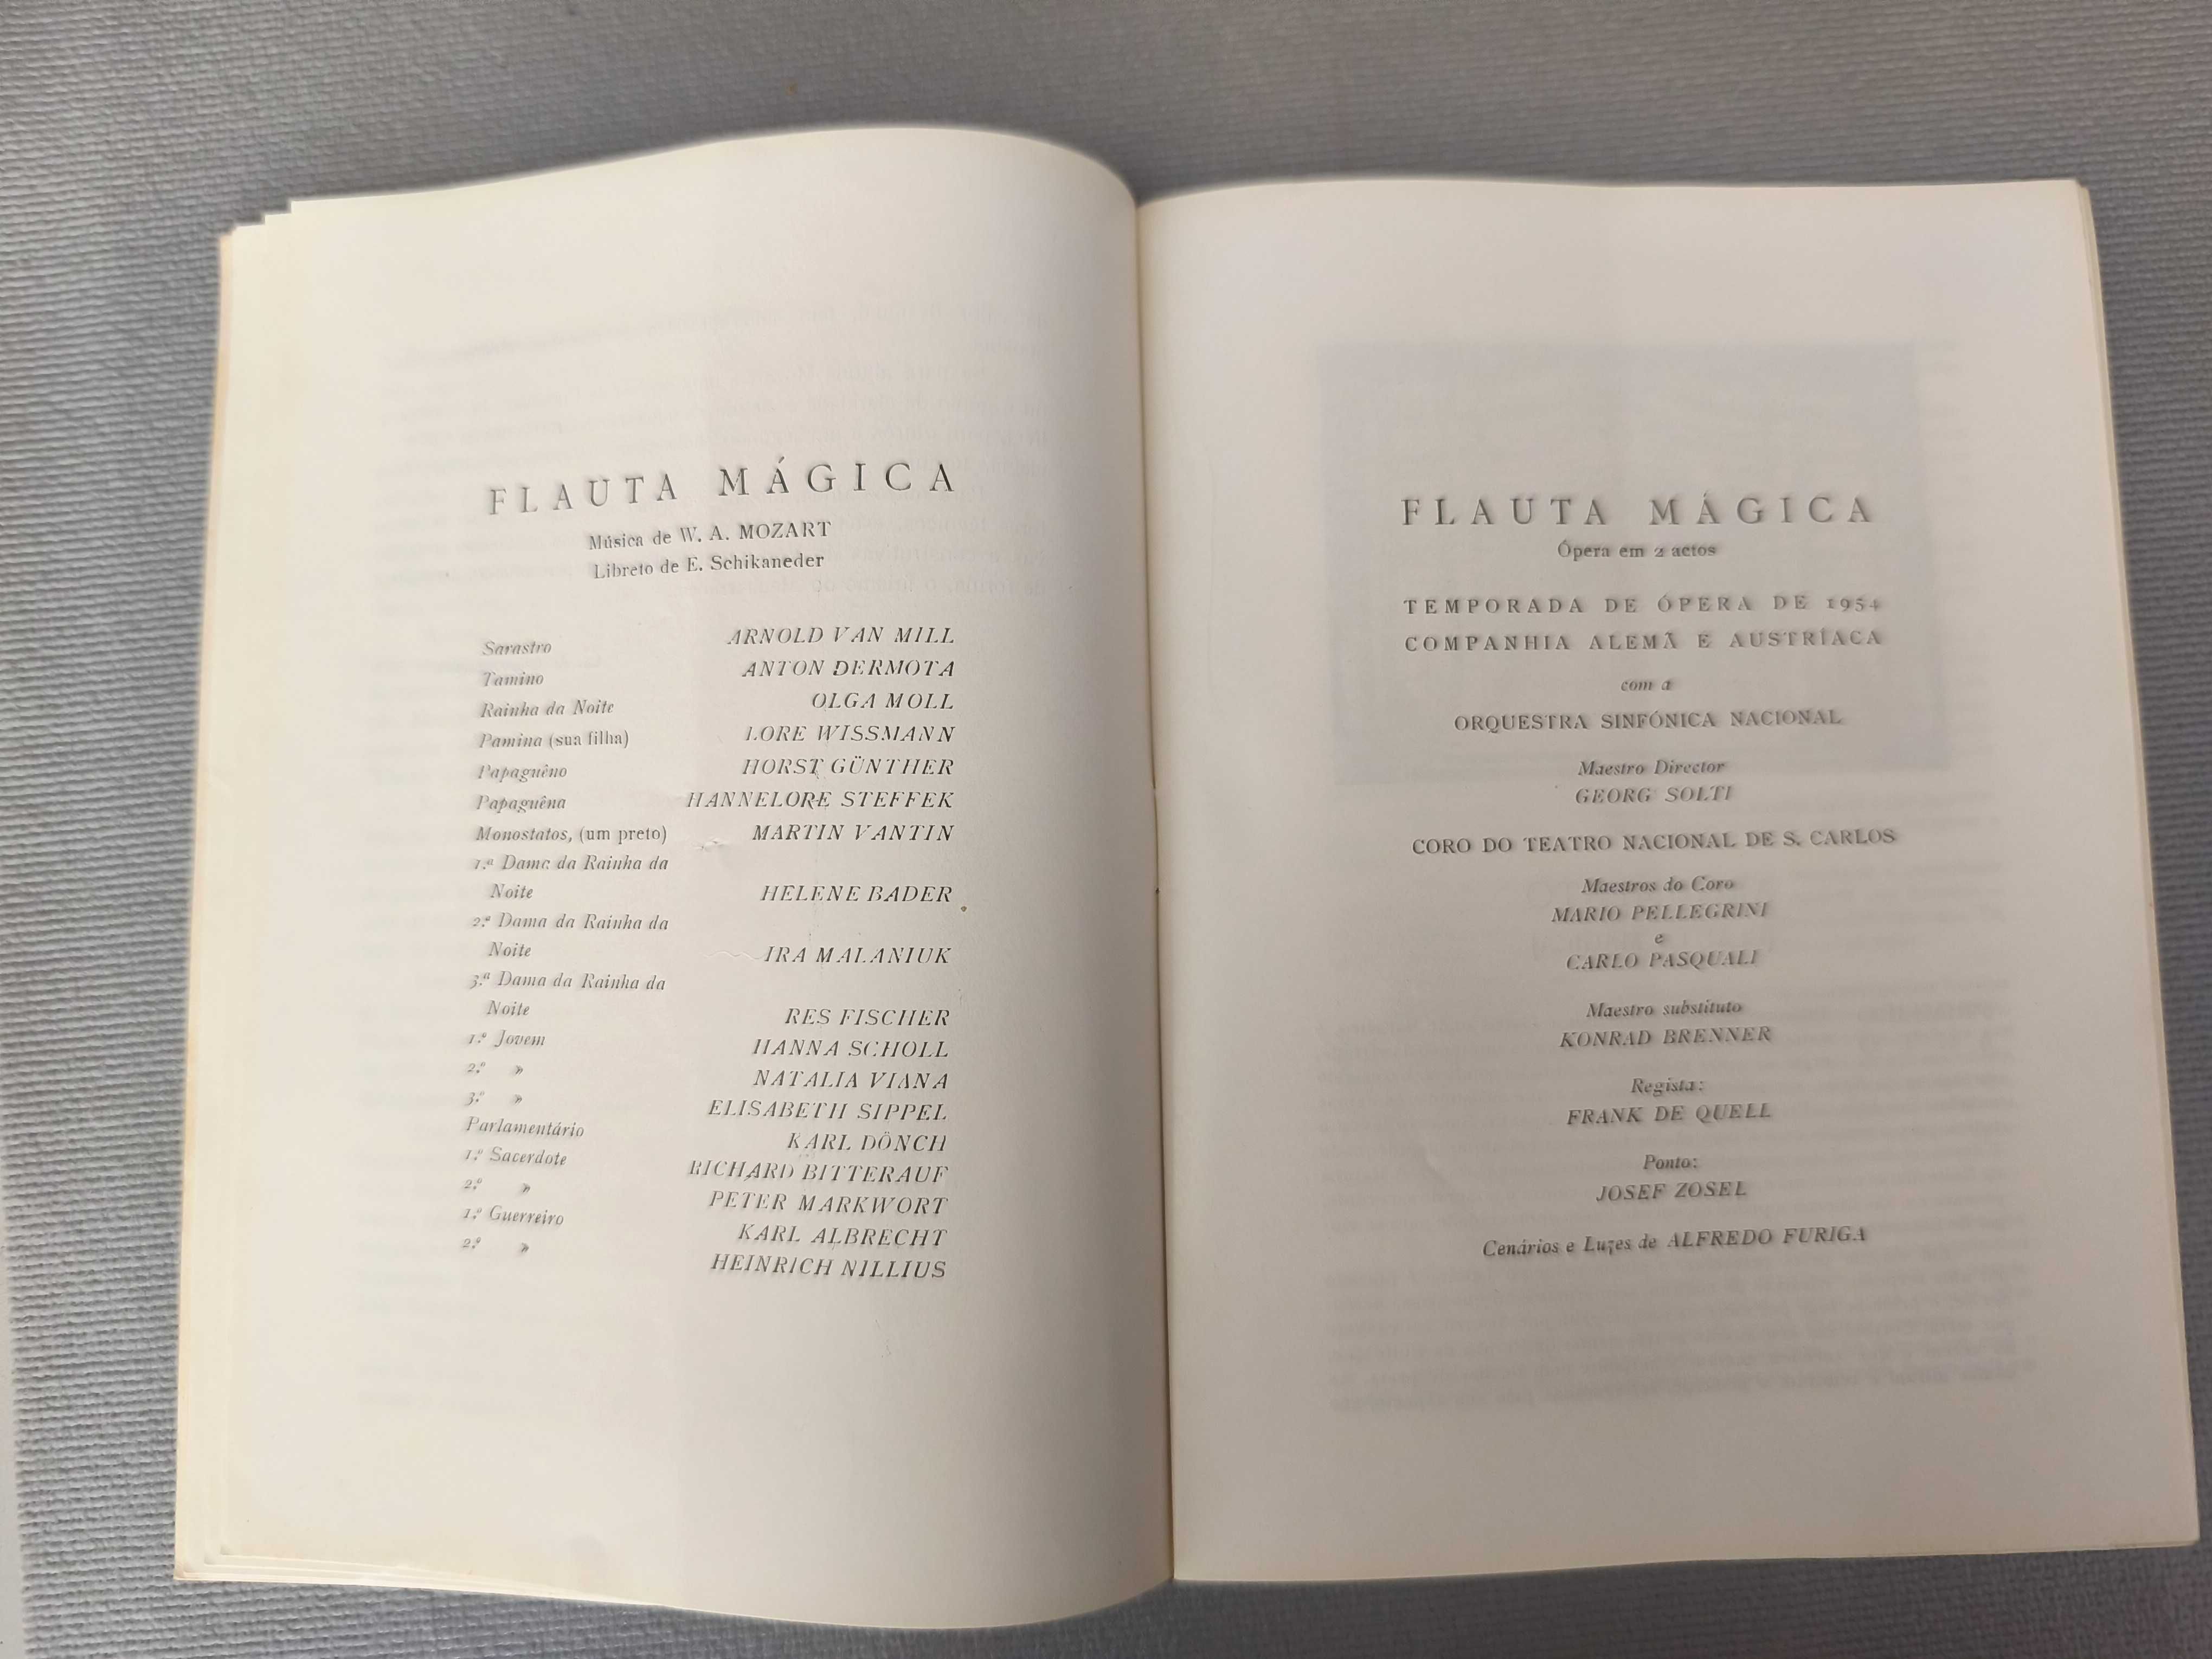 FLAUTA MÁGICA
Música de W. A. MOZART
Libreto de E. Schikaneder
Sarastro ARNOLD VAN MILL
Tamino ANTON DERMOTA
Rainha da Noite OLGA MOLL
Pamina (sua filha) LORE WISSMANN
Papaguêno HORST GÜNTHER
Papaguêna HANNELORE STEFFEK
Monostatos, (um preto) MARTIN VANTIN
1.ª Dama da Rainha da
Noite HELENE BADER
2.ª Dama da Rainha da
Noite IRA MALANIUK
3.ª Dama da Rainha da
Noite RES FISCHER
1.º Jovem HANNA SCHOLL
2.º » NATALIA VIANA
3.º » ELISABETH SIPPEL
Parlamentário KARL DÖNCH
1.º Sacerdote RICHARD BITTERAUF
2.º » PETER MARKWORT
1.º Guerreiro KARL ALBRECHT
2.º » HEINRICH NILLIUS
FLAUTA MÁGICA
Ópera em 2 actos
TEMPORADA DE ÓPERA DE 1954
COMPANHIA ALEMÃ E AUSTRÍACA
com a
ORQUESTRA SINFÓNICA NACIONAL
Maestro Director
GEORG SOLTI
CORO DO TEATRO NACIONAL DE S. CARLOS
Maestros do Coro
MARIO PELLEGRINI
e
CARLO PASQUALI
Maestro substituto
KONRAD BRENNER
Regista:
FRANK DE QUELL
Ponto:
JOSEF ZOSEL
Cenários e Luzes de ALFREDO FURIGA